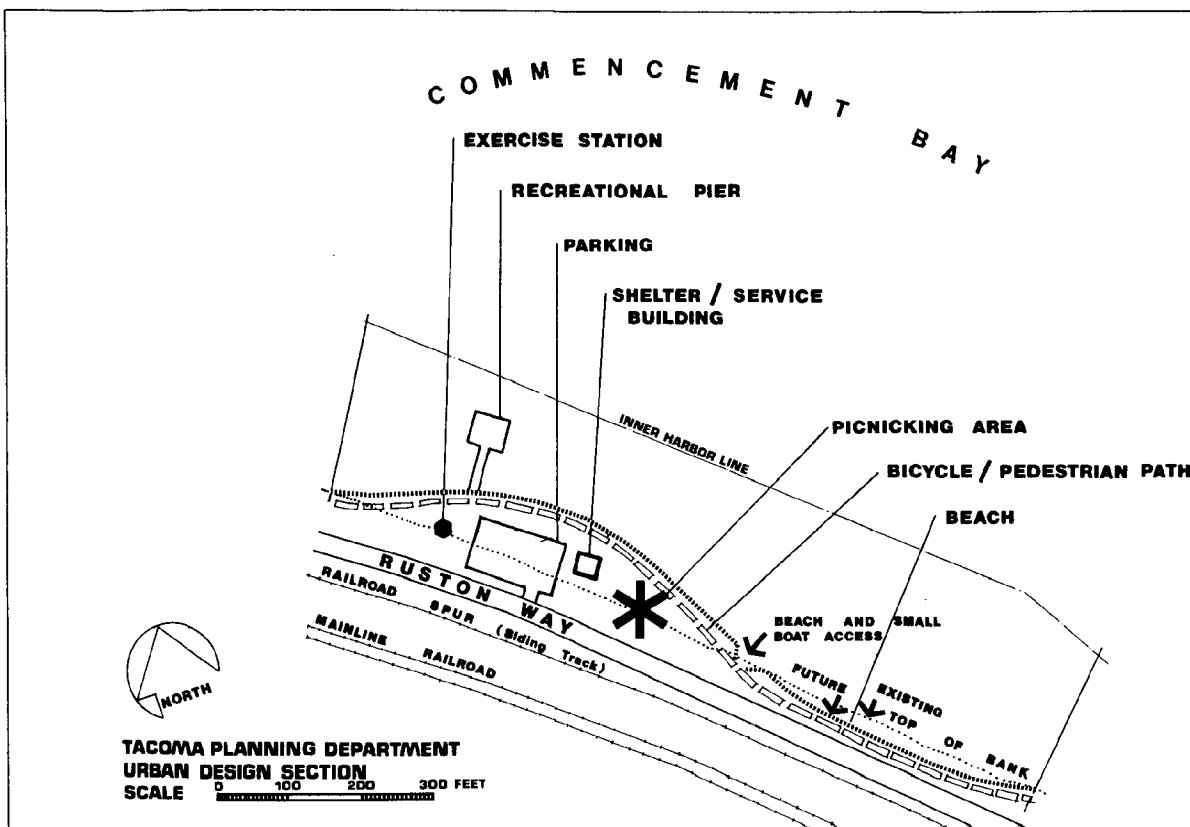 COMMENCEMENT BAY
EXERCISE STATION
RECREATIONAL PIER
PARKING
SHELTER / SERVICE
BUILDING
INNER HARBOR LINE
PICNICKING AREA
BICYCLE / PEDESTRIAN PATH
BEACH
RUSTON WAY
RAILROAD SPUR (Siding Track)
MAINLINE RAILROAD
BEACH AND SMALL
BOAT ACCESS
FUTURE
EXISTING
TOP OF BANK
NORTH
TACOMA PLANNING DEPARTMENT
URBAN DESIGN SECTION
SCALE 0 100 200 300 FEET